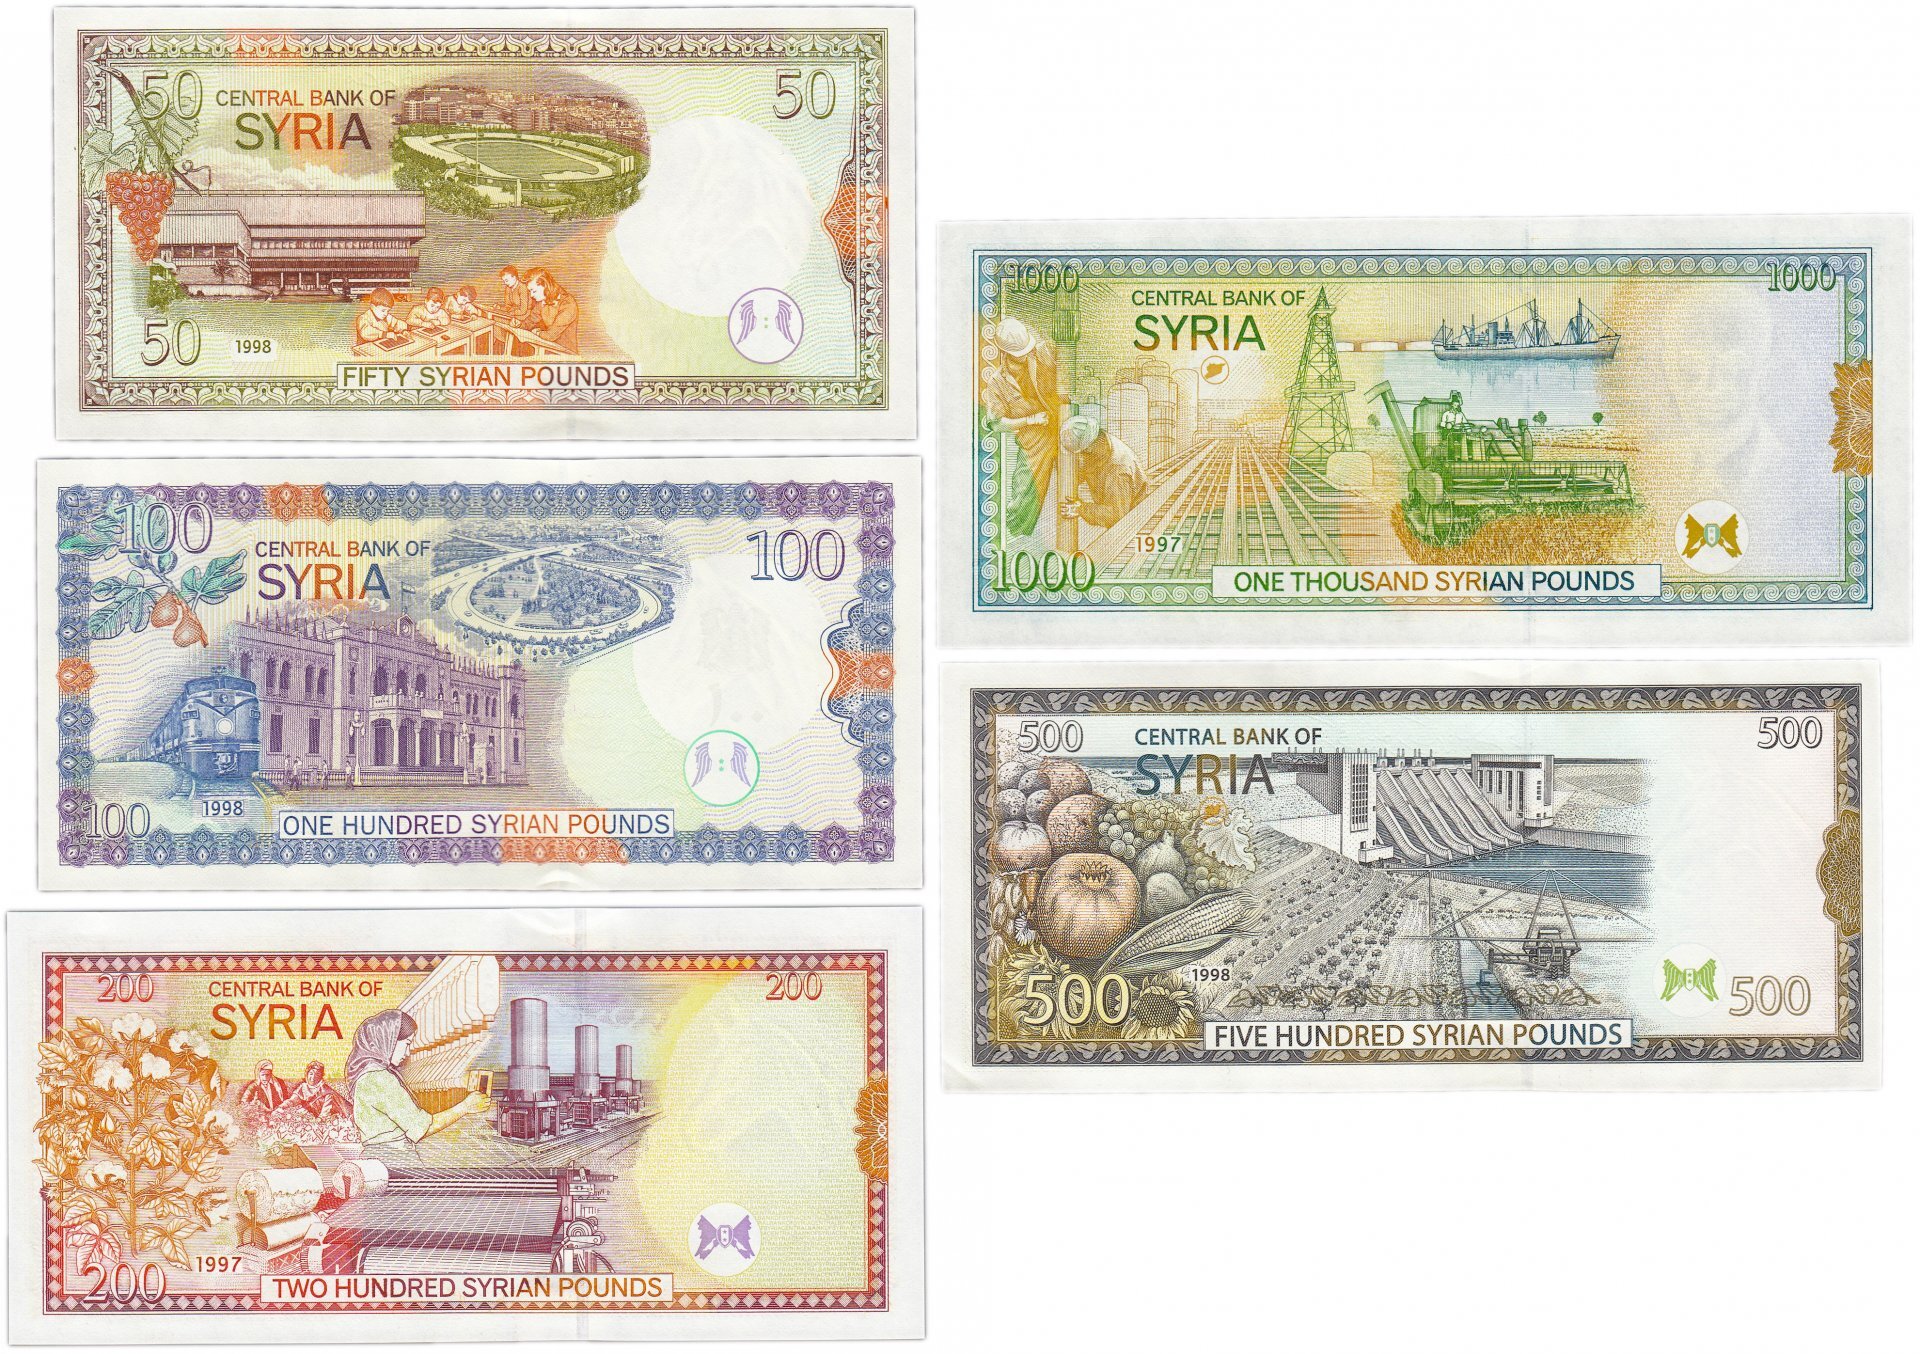 50
50
CENTRAL BANK OF
SYRIA
50
1998
FIFTY SYRIAN POUNDS
100
100
CENTRAL BANK OF
SYRIA
100
1998
ONE HUNDRED SYRIAN POUNDS
200
200
CENTRAL BANK OF
SYRIA
200
1997
TWO HUNDRED SYRIAN POUNDS
1000
1000
CENTRAL BANK OF
SYRIA
1000
1997
ONE THOUSAND SYRIAN POUNDS
500
500
CENTRAL BANK OF
SYRIA
500
1998
500
FIVE HUNDRED SYRIAN POUNDS